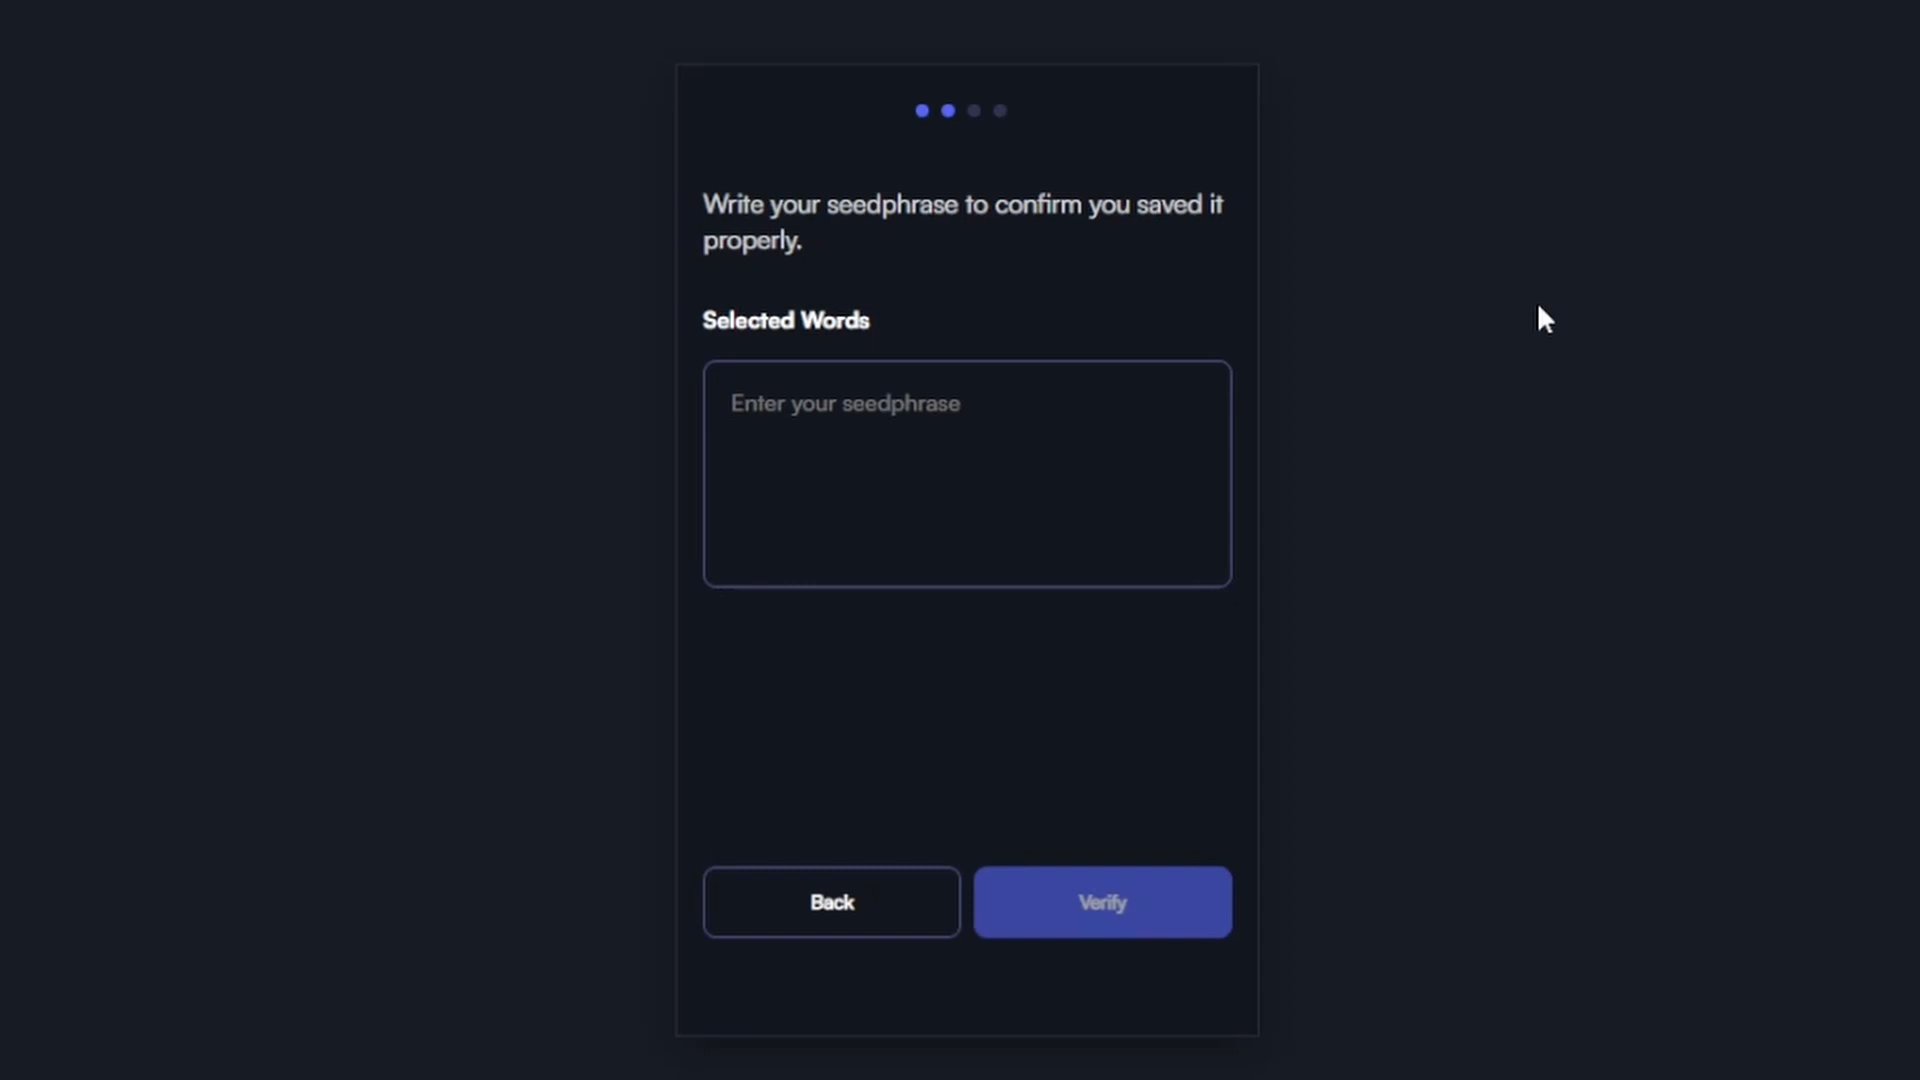 Write your seedphrase to confirm you saved it
properly.
Selected Words
Enter your seedphrase
Back
Verify